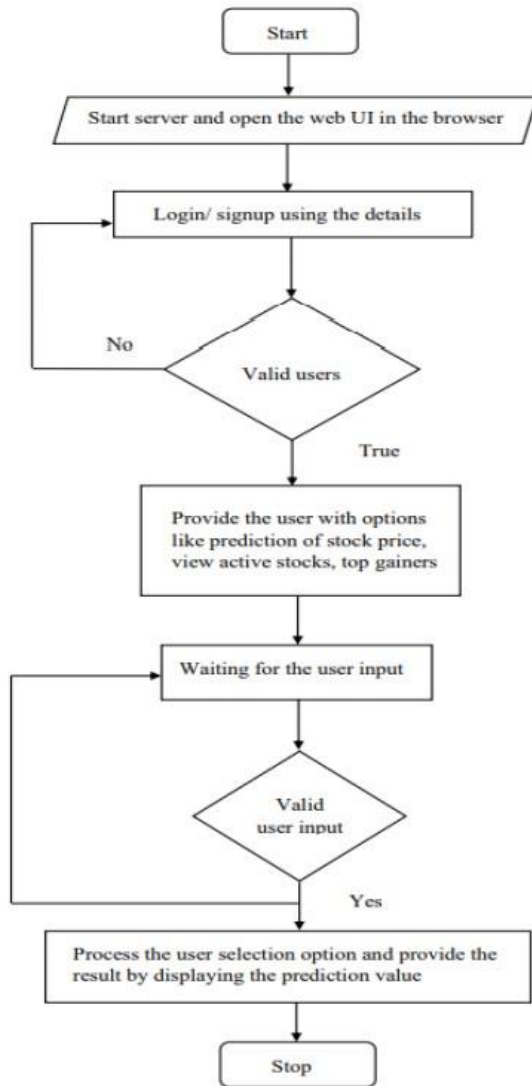 Start
Start server and open the web UI in the browser
Login/ signup using the details
No
Valid users
True
Provide the user with options
like prediction of stock price,
view active stocks, top gainers
Waiting for the user input
Valid
user input
Yes
Process the user selection option and provide the
result by displaying the prediction value
Stop